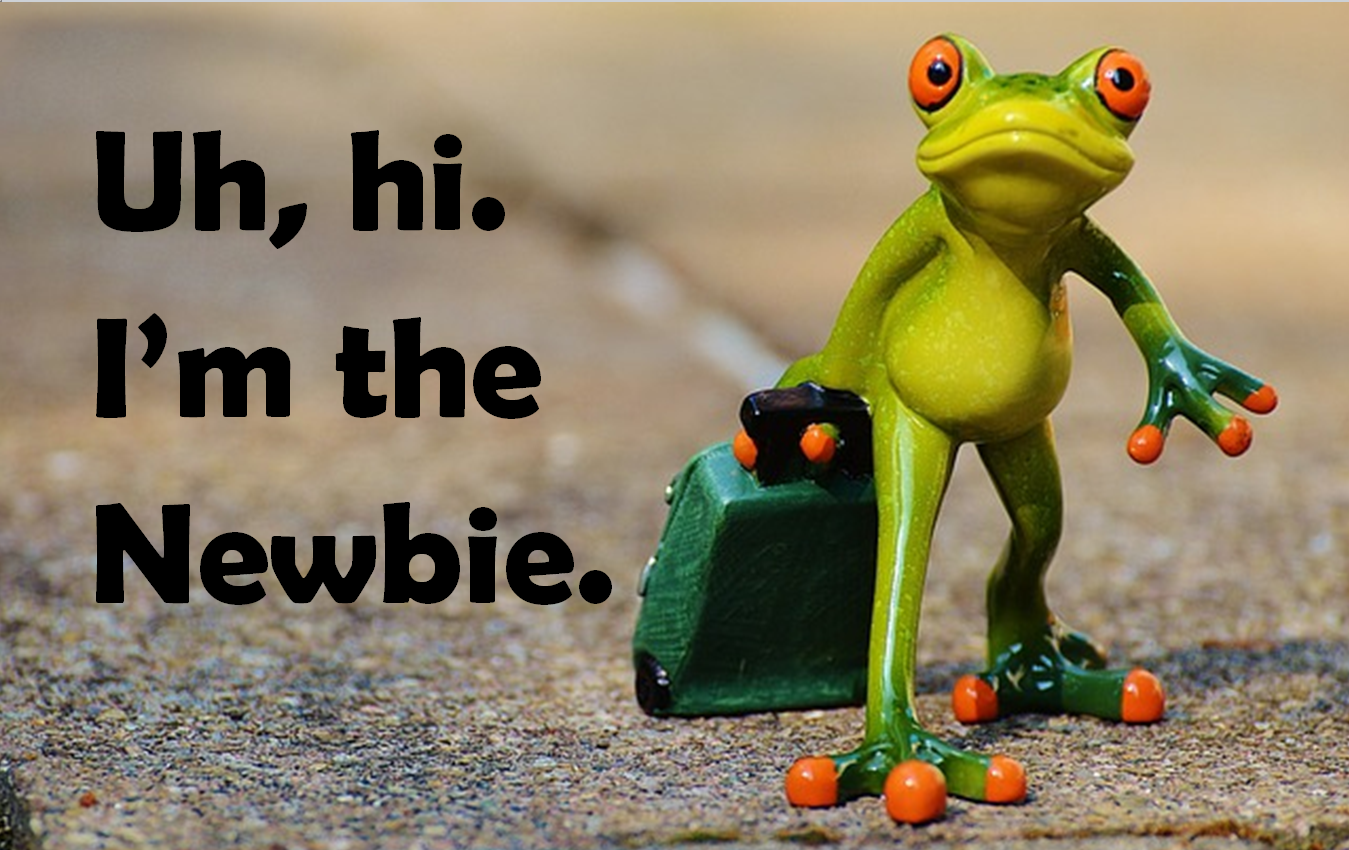 Uh, hi.
I’m the
Newbie.